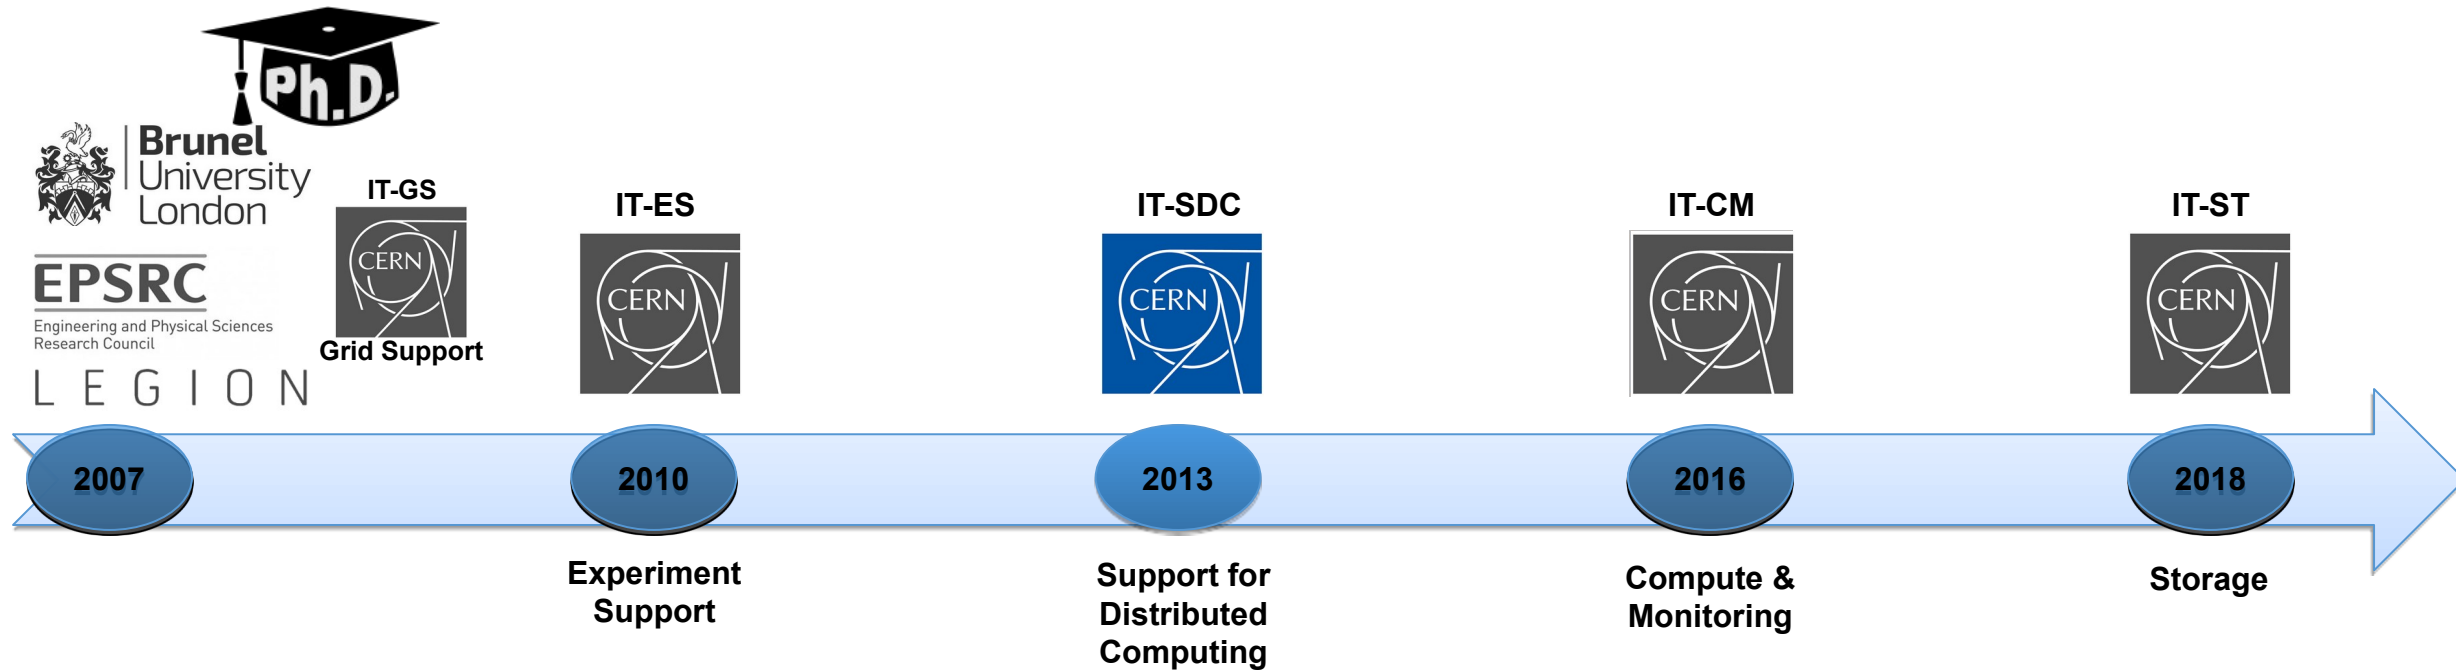 Ph.D.
Brunel
University
London
EPSRC
Engineering and Physical Sciences
Research Council
LEGION
IT-GS
CERN
Grid Support
IT-ES
CERN
IT-SDC
CERN
IT-CM
CERN
IT-ST
CERN
2007
2010
2013
2016
2018
Experiment
Support
Support for
Distributed
Computing
Compute &
Monitoring
Storage